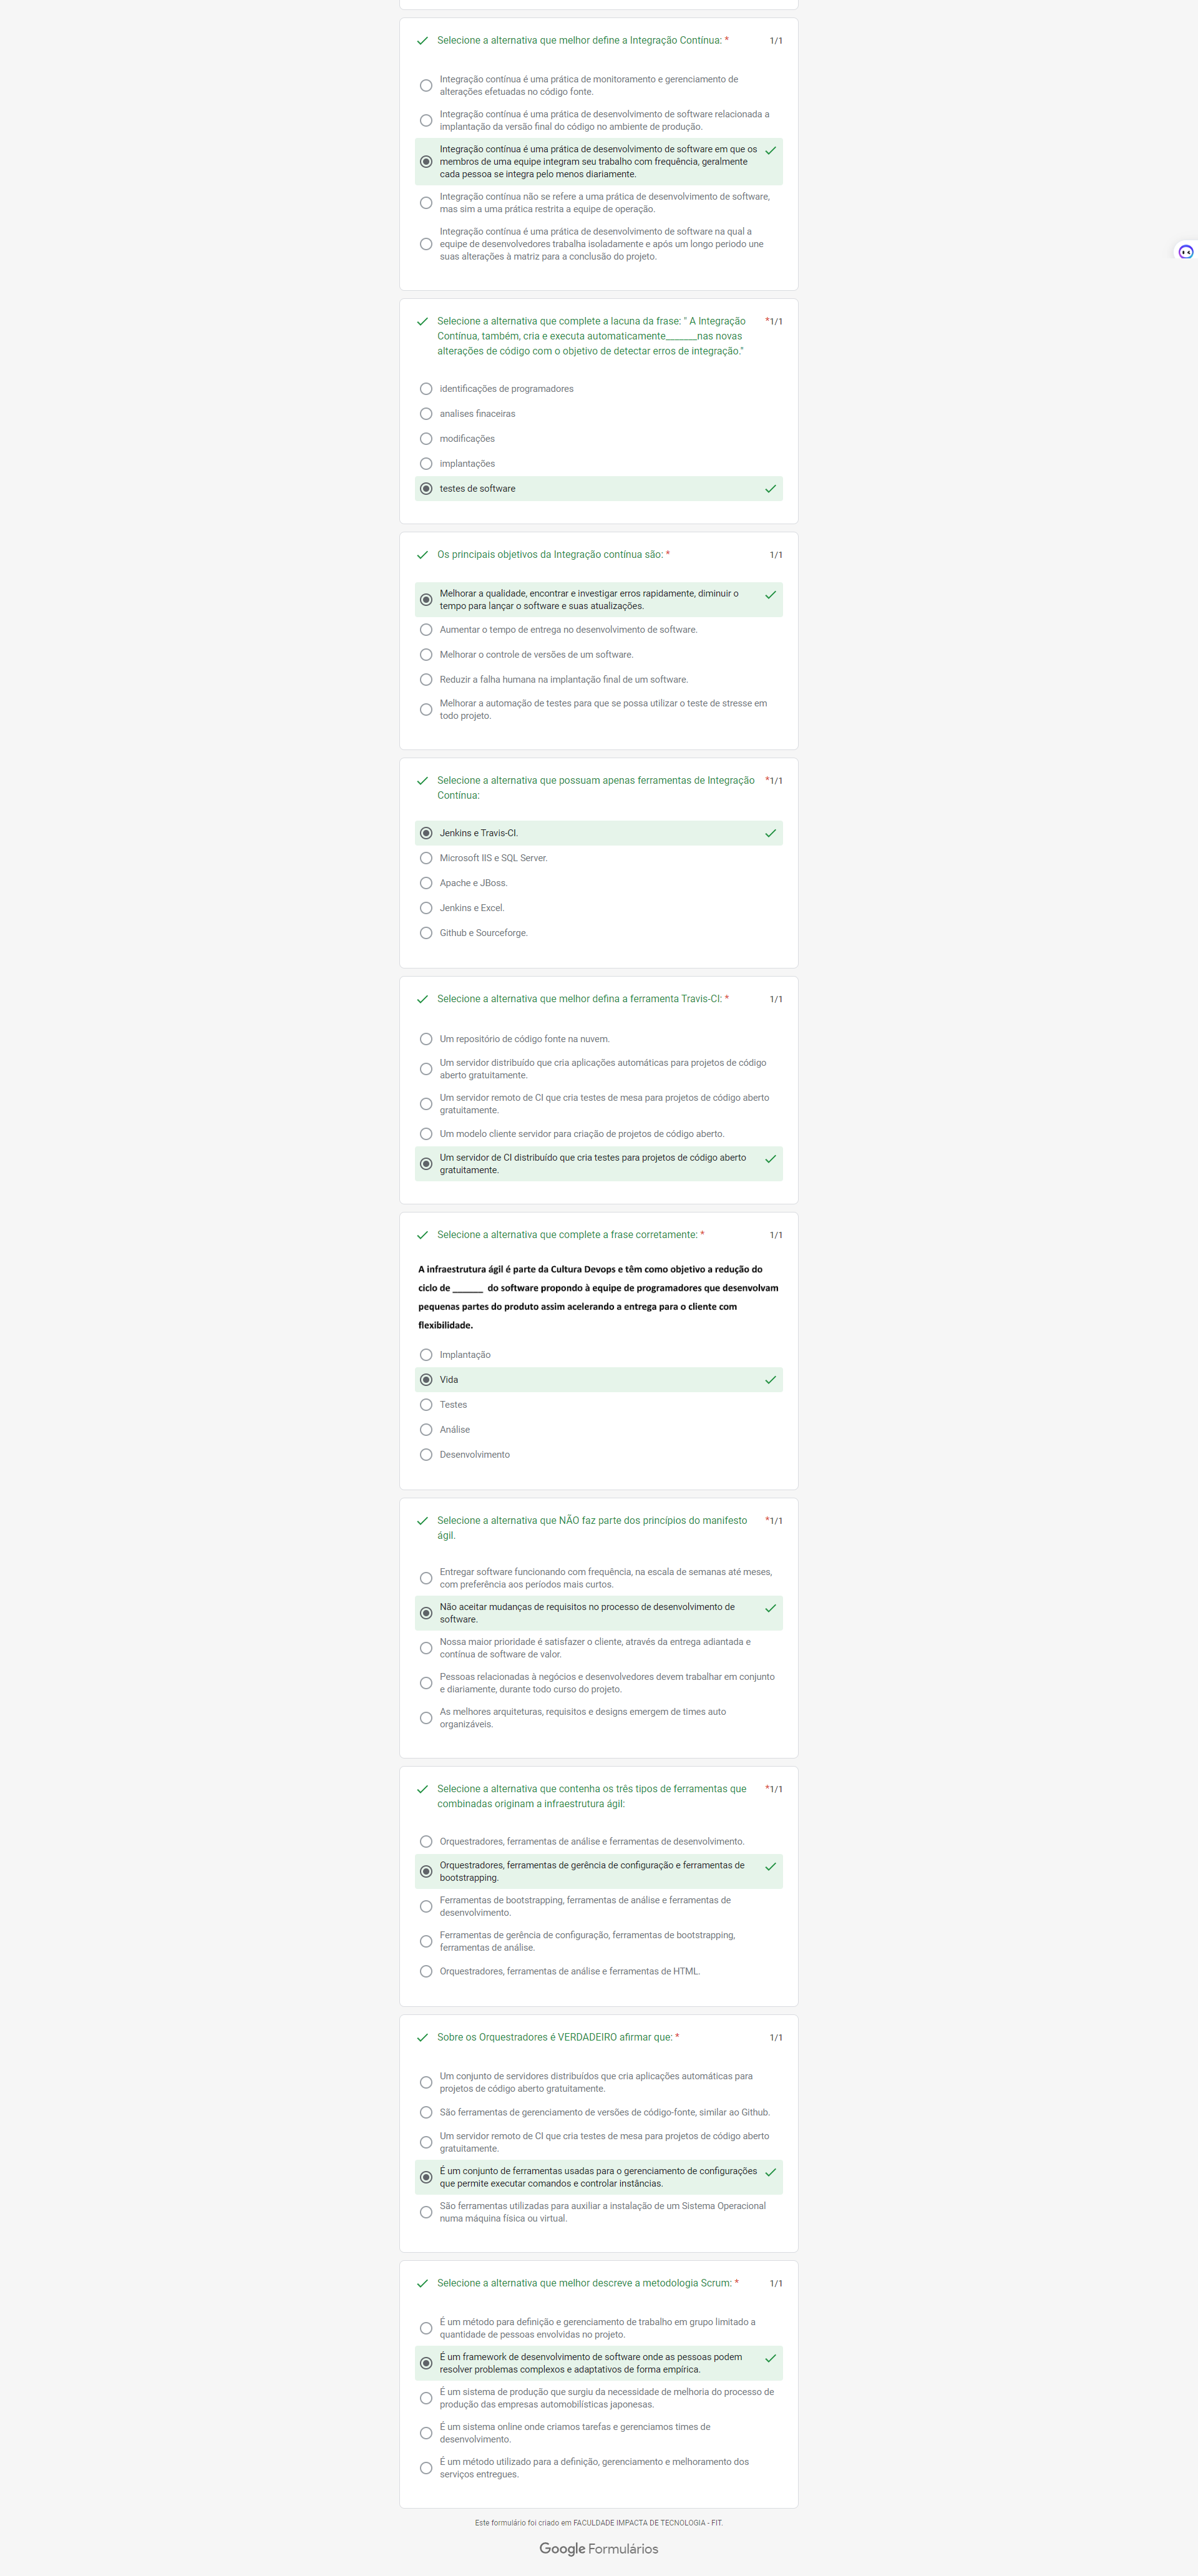 Selecione a alternativa que melhor define a Integração Contínua: * 1/1
Integração contínua é uma prática de monitoramento e gerenciamento de
alterações efetuadas no código fonte.
Integração contínua é uma prática de desenvolvimento de software relacionada a
implantação da versão final do código no ambiente de produção.
Integração contínua é uma prática de desenvolvimento de software em que os
membros de uma equipe integram seu trabalho com frequência, geralmente
cada pessoa se integra pelo menos diariamente.
Integração contínua não se refere a uma prática de desenvolvimento de software,
mas sim a uma prática restrita a equipe de operação.
Integração contínua é uma prática de desenvolvimento de software na qual a
equipe de desenvolvedores trabalha isoladamente e após um longo periodo une
suas alterações à matriz para a conclusão do projeto.
Selecione a alternativa que complete a lacuna da frase: " A Integração *1/1
Contínua, também, cria e executa automaticamente_______nas novas
alterações de código com o objetivo de detectar erros de integração."
identificações de programadores
analises finaceiras
modificações
implantações
testes de software
Os principais objetivos da Integração contínua são: * 1/1
Melhorar a qualidade, encontrar e investigar erros rapidamente, diminuir o
tempo para lançar o software e suas atualizações.
Aumentar o tempo de entrega no desenvolvimento de software.
Melhorar o controle de versões de um software.
Reduzir a falha humana na implantação final de um software.
Melhorar a automação de testes para que se possa utilizar o teste de stresse em
todo projeto.
Selecione a alternativa que possuam apenas ferramentas de Integração *1/1
Contínua:
Jenkins e Travis-CI.
Microsoft IIS e SQL Server.
Apache e JBoss.
Jenkins e Excel.
Github e Sourceforge.
Selecione a alternativa que melhor defina a ferramenta Travis-CI: * 1/1
Um repositório de código fonte na nuvem.
Um servidor distribuído que cria aplicações automáticas para projetos de código
aberto gratuitamente.
Um servidor remoto de CI que cria testes de mesa para projetos de código aberto
gratuitamente.
Um modelo cliente servidor para criação de projetos de código aberto.
Um servidor de CI distribuído que cria testes para projetos de código aberto
gratuitamente.
Selecione a alternativa que complete a frase corretamente: * 1/1
A infraestrutura ágil é parte da Cultura Devops e têm como objetivo a redução do
ciclo de ______ do software propondo à equipe de programadores que desenvolvam
pequenas partes do produto assim acelerando a entrega para o cliente com
flexibilidade.
Implantação
Vida
Testes
Análise
Desenvolvimento
Selecione a alternativa que NÃO faz parte dos princípios do manifesto *1/1
ágil.
Entregar software funcionando com frequência, na escala de semanas até meses,
com preferência aos períodos mais curtos.
Não aceitar mudanças de requisitos no processo de desenvolvimento de
software.
Nossa maior prioridade é satisfazer o cliente, através da entrega adiantada e
contínua de software de valor.
Pessoas relacionadas à negócios e desenvolvedores devem trabalhar em conjunto
e diariamente, durante todo curso do projeto.
As melhores arquiteturas, requisitos e designs emergem de times auto
organizáveis.
Selecione a alternativa que contenha os três tipos de ferramentas que *1/1
combinadas originam a infraestrutura ágil:
Orquestradores, ferramentas de análise e ferramentas de desenvolvimento.
Orquestradores, ferramentas de gerência de configuração e ferramentas de
bootstrapping.
Ferramentas de bootstrapping, ferramentas de análise e ferramentas de
desenvolvimento.
Ferramentas de gerência de configuração, ferramentas de bootstrapping,
ferramentas de análise.
Orquestradores, ferramentas de análise e ferramentas de HTML.
Sobre os Orquestradores é VERDADEIRO afirmar que: * 1/1
Um conjunto de servidores distribuídos que cria aplicações automáticas para
projetos de código aberto gratuitamente.
São ferramentas de gerenciamento de versões de código-fonte, similar ao Github.
Um servidor remoto de CI que cria testes de mesa para projetos de código aberto
gratuitamente.
É um conjunto de ferramentas usadas para o gerenciamento de configurações
que permite executar comandos e controlar instâncias.
São ferramentas utilizadas para auxiliar a instalação de um Sistema Operacional
numa máquina física ou virtual.
Selecione a alternativa que melhor descreve a metodologia Scrum: * 1/1
É um método para definição e gerenciamento de trabalho em grupo limitado a
quantidade de pessoas envolvidas no projeto.
É um framework de desenvolvimento de software onde as pessoas podem
resolver problemas complexos e adaptativos de forma empírica.
É um sistema de produção que surgiu da necessidade de melhoria do processo de
produção das empresas automobilísticas japonesas.
É um sistema online onde criamos tarefas e gerenciamos times de
desenvolvimento.
É um método utilizado para a definição, gerenciamento e melhoramento dos
serviços entregues.
Este formulário foi criado em FACULDADE IMPACTA DE TECNOLOGIA - FIT.
Google Formulários